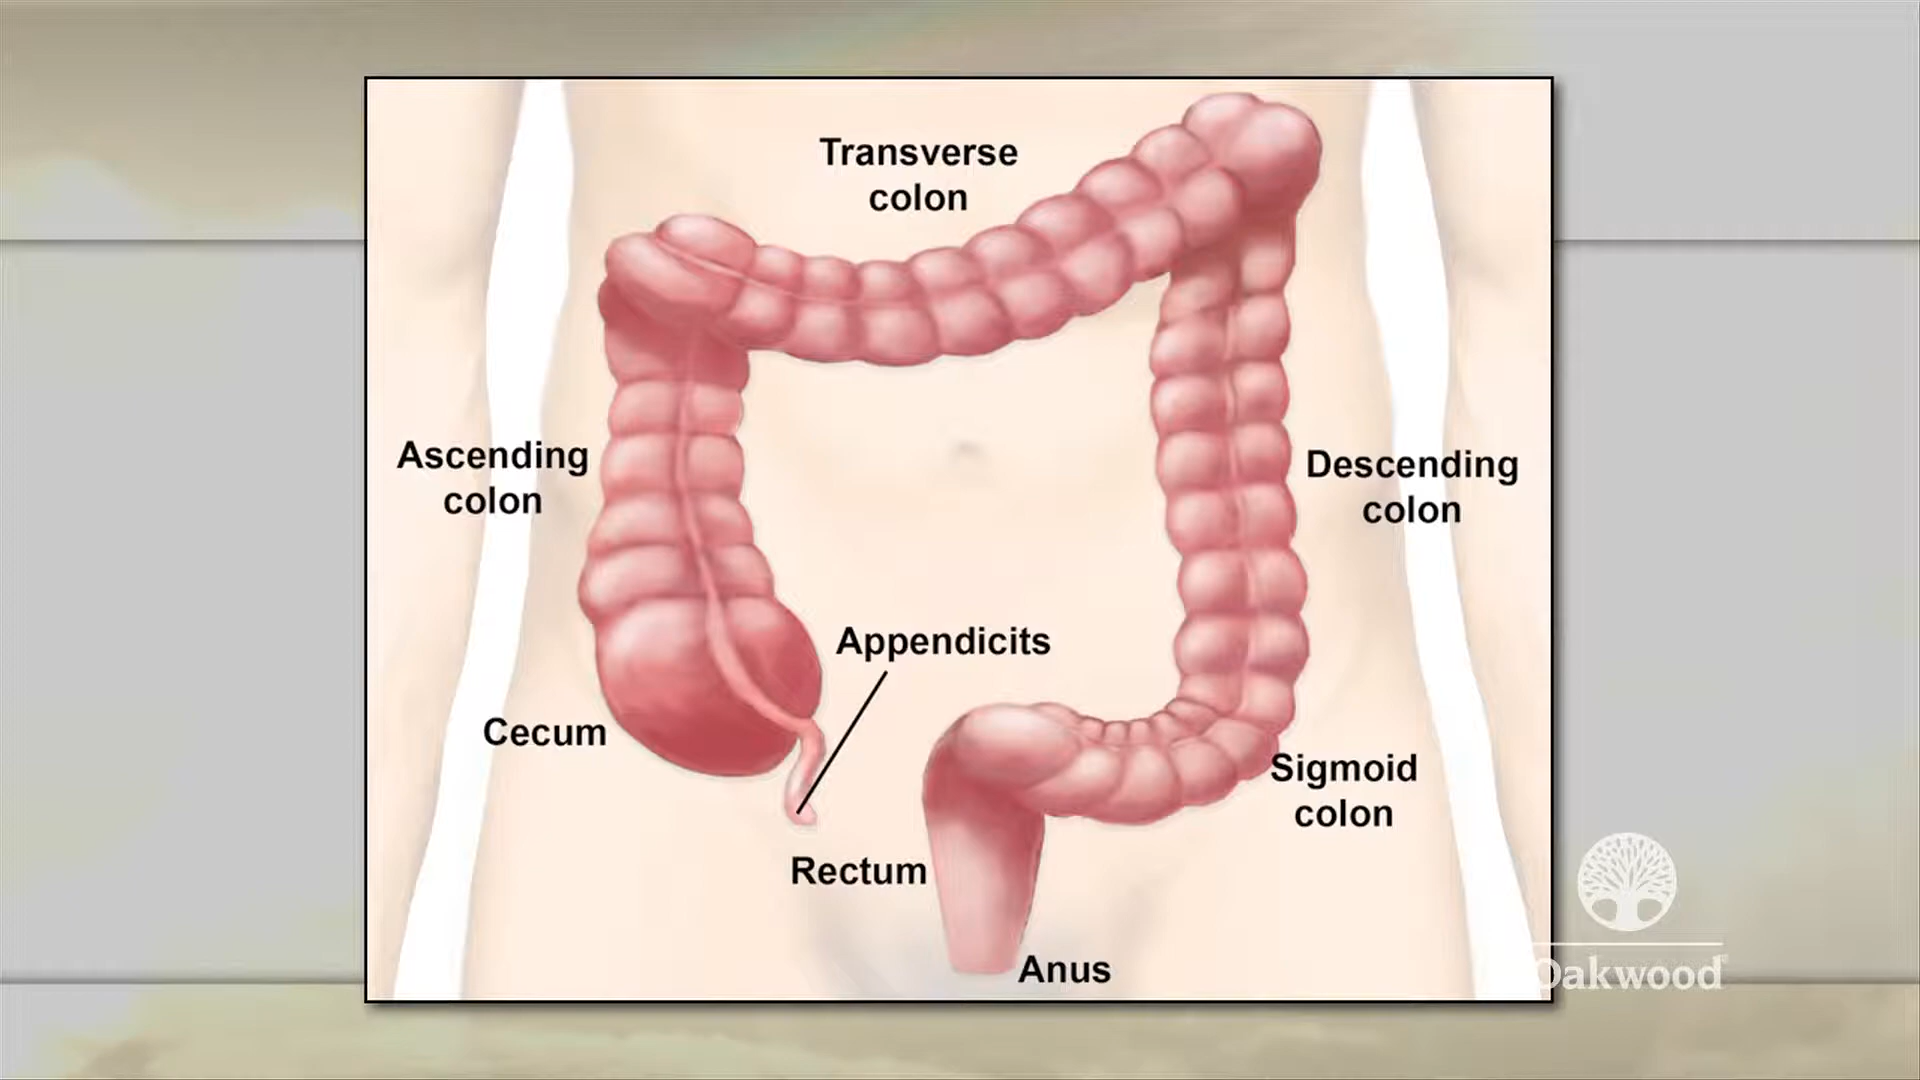 Transverse
colon
Ascending
colon
Descending
colon
Appendicits
Cecum
Sigmoid
colon
Rectum
Anus
Oakwood